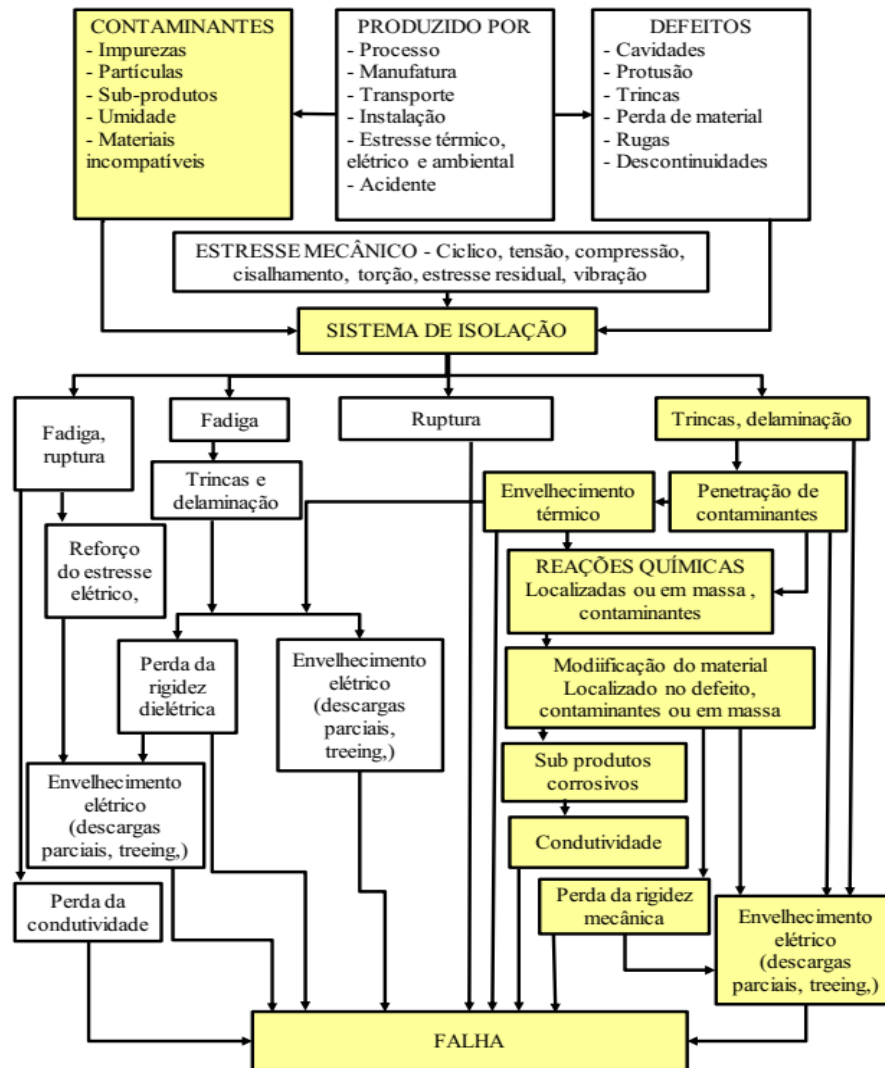 CONTAMINANTES
- Impurezas
- Partículas
- Sub-produtos
- Umidade
- Materiais
incompatíveis
PRODUZIDO POR
- Processo
- Manufatura
- Transporte
- Instalação
- Estresse térmico,
elétrico e ambiental
- Acidente
DEFEITOS
- Cavidades
- Protusão
- Trincas
- Perda de material
- Rugas
- Descontinuidades
ESTRESSE MECÂNICO - Ciclico, tensão, compressão,
cisalhamento, torção, estresse residual, vibração
SISTEMA DE ISOLAÇÃO
Fadiga,
ruptura
Fadiga
Ruptura
Trincas, delaminação
Trincas e
delaminação
Envelhecimento
térmico
Penetração de
contaminantes
Reforço
do estresse
elétrico,
REAÇÕES QUÍMICAS
Localizadas ou em massa ,
contaminantes
Perda da
rigidez
dielétrica
Envelhecimento
elétrico
(descargas
parciais,
treeing,)
Modiificação do material
Localizado no defeito,
contaminantes ou em massa
Sub produtos
corrosivos
Envelhecimento
elétrico
(descargas
parciais, treeing,)
Condutividade
Perda da
condutividade
Perda da rigidez
mecânica
Envelhecimento
elétrico
(descargas
parciais, treeing,)
FALHA